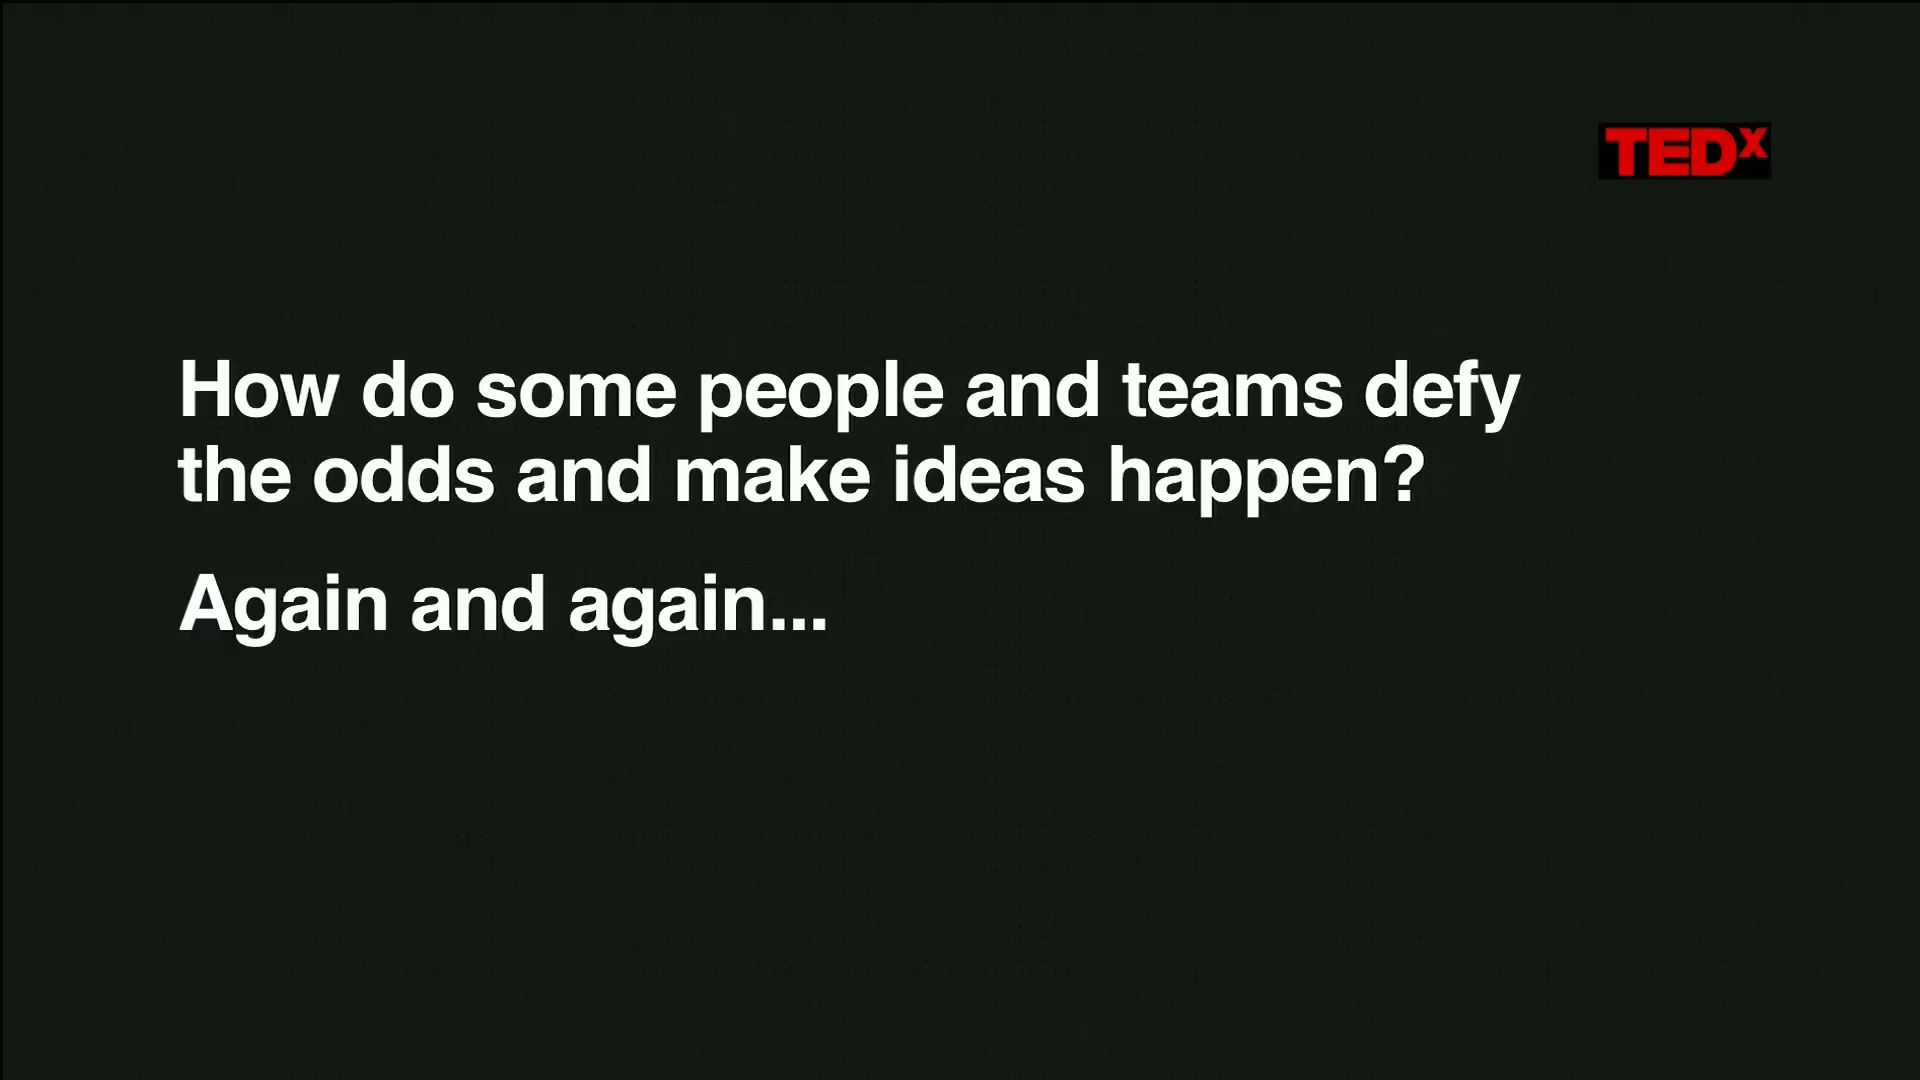 TEDx
How do some people and teams defy
the odds and make ideas happen?
Again and again...